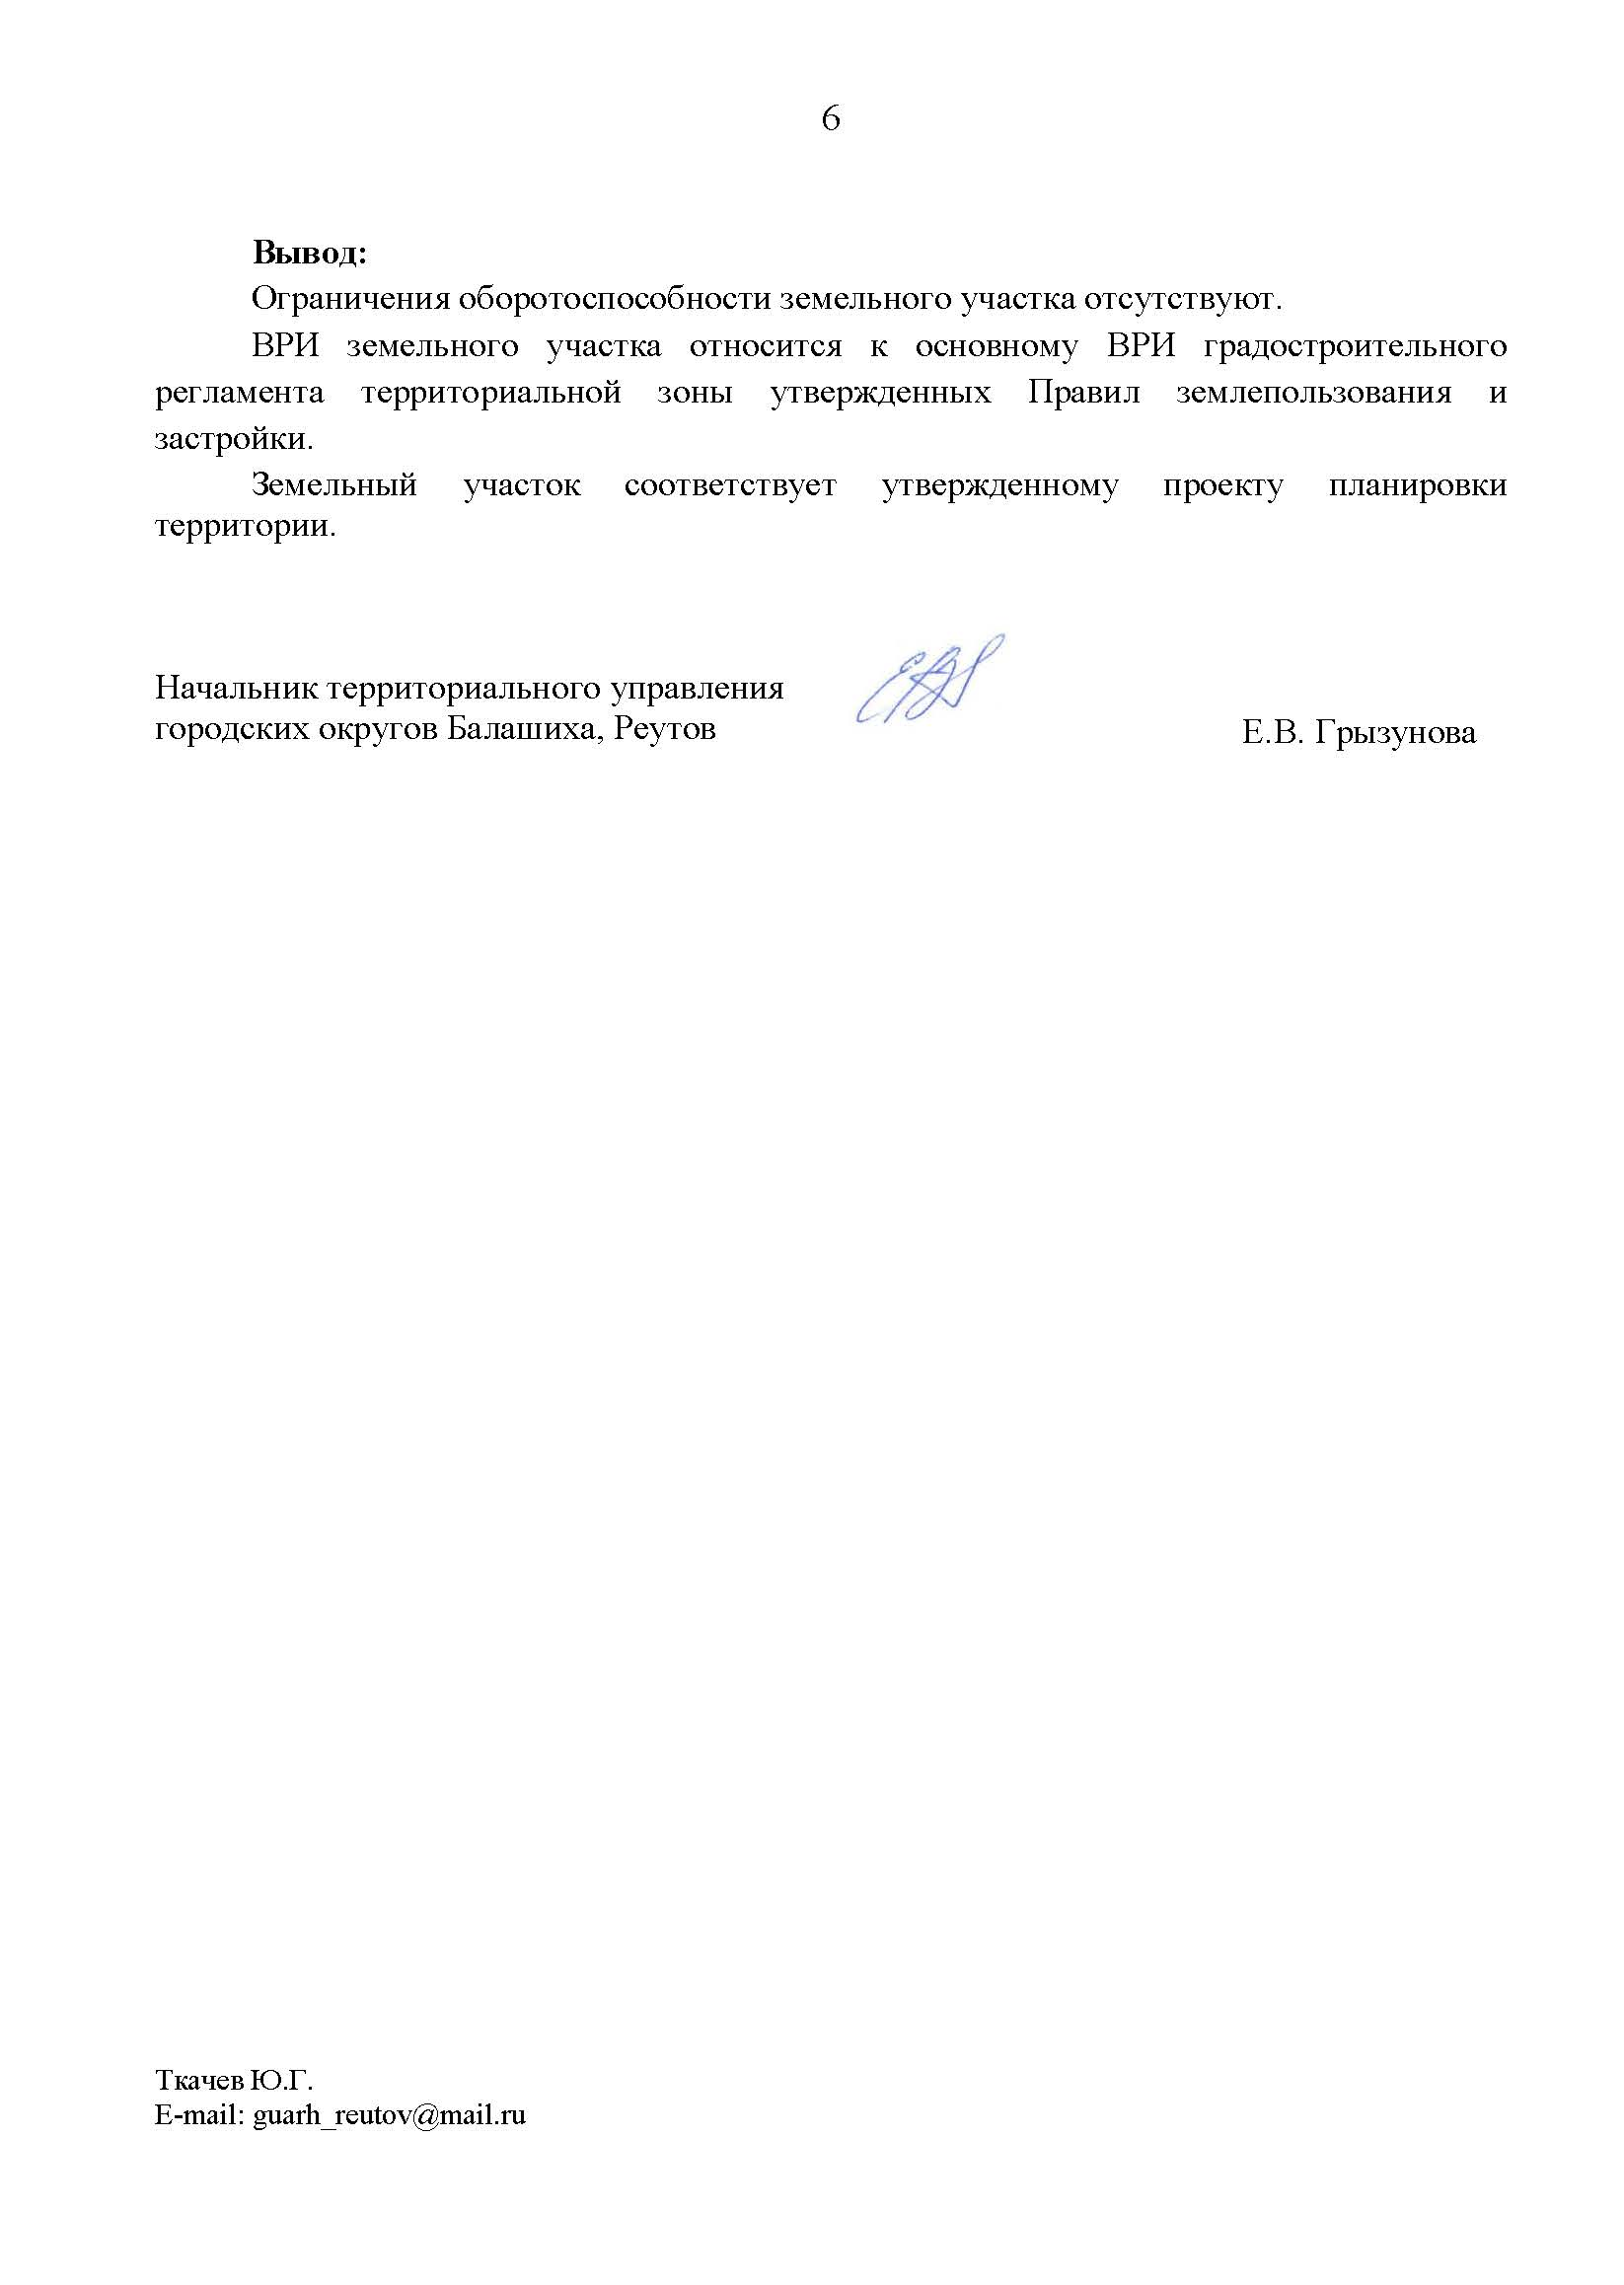 6
Вывод:
Ограничения оборотоспособности земельного участка отсутствуют.
ВРИ земельного участка относится к основному ВРИ градостроительного
регламента территориальной зоны утвержденных Правил землепользования и
застройки.
Земельный участок соответствует утвержденному проекту планировки
территории.
Начальник территориального управления
городских округов Балашиха, Реутов
Е.В. Грызунова
Ткачев Ю.Г.
E-mail: guarh_reutov@mail.ru